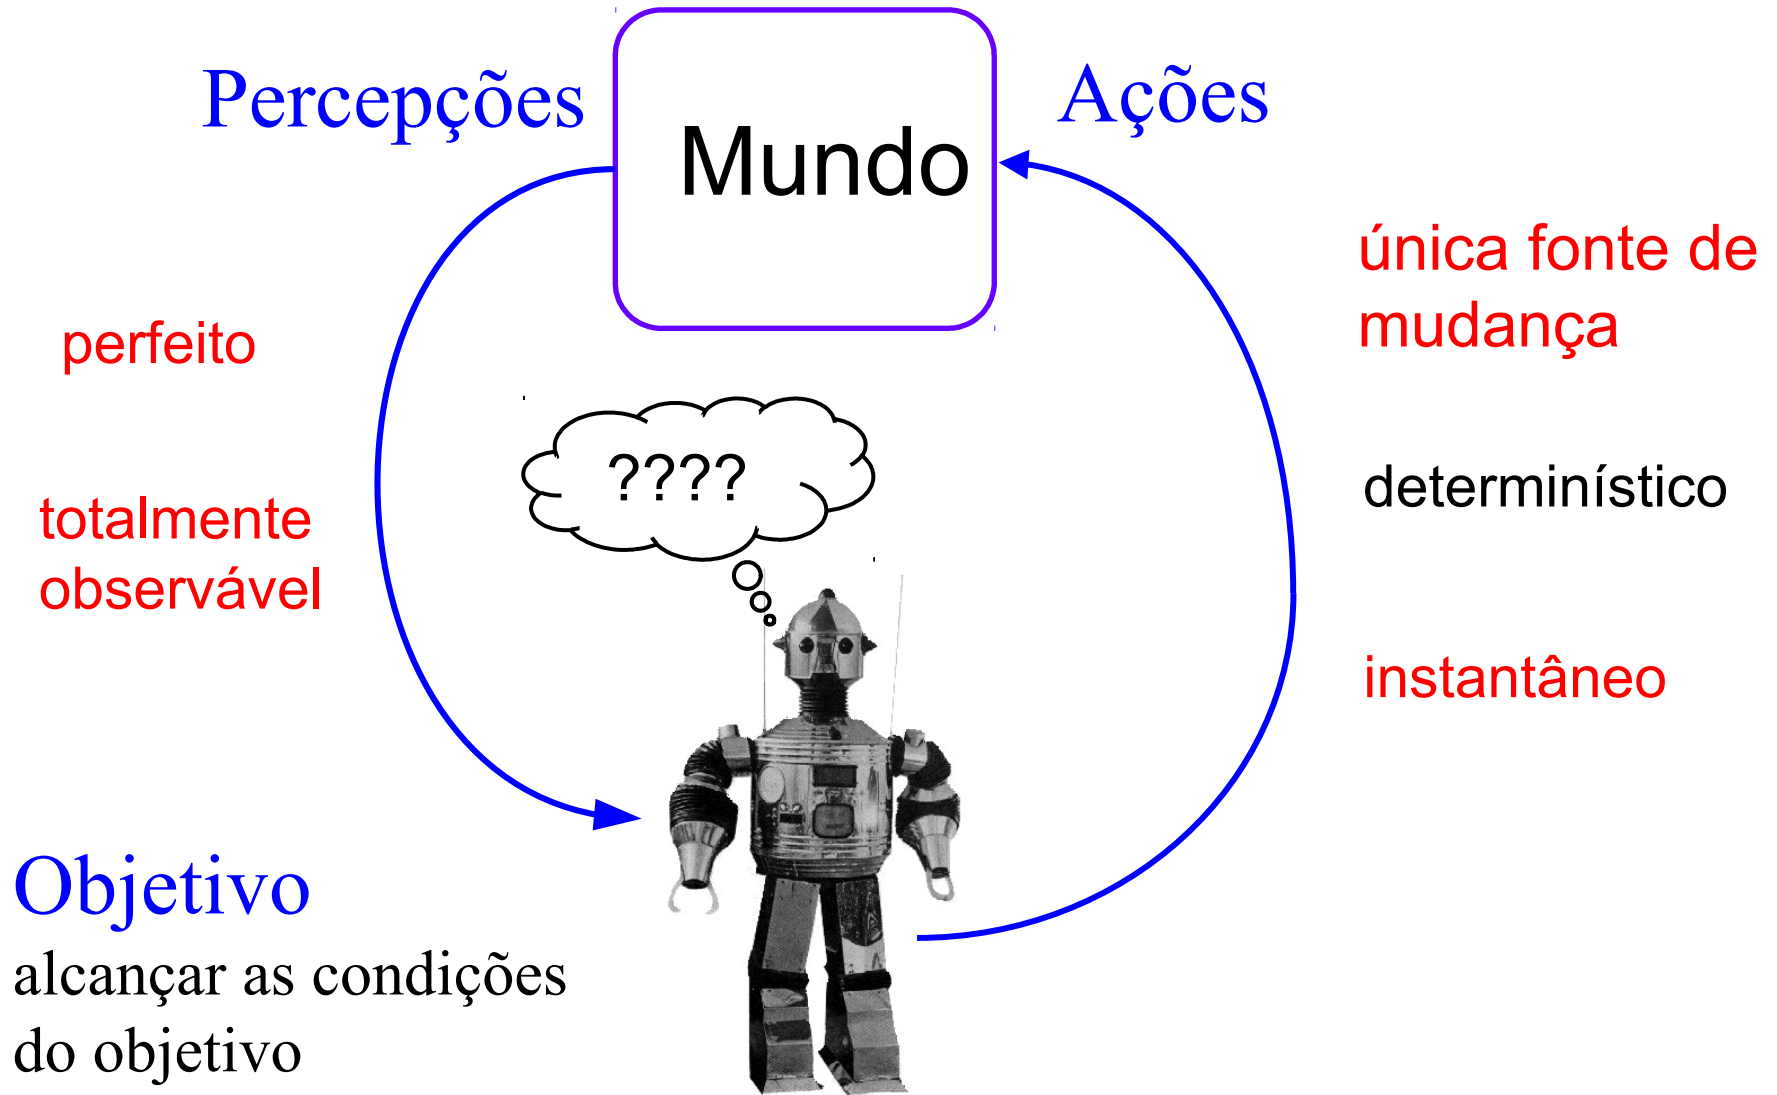 Percepções
Mundo
Ações
perfeito
totalmente
observável
????
única fonte de
mudança
determinístico
instantâneo
Objetivo
alcançar as condições
do objetivo